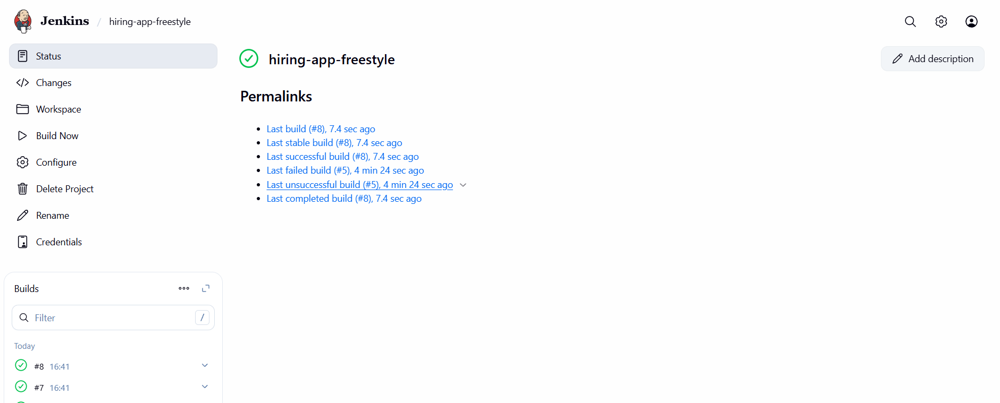 Jenkins / hiring-app-freestyle
Status
Changes
Workspace
Build Now
Configure
Delete Project
Rename
Credentials
Builds
Filter /
Today
#8 16:41
#7 16:41
hiring-app-freestyle
Add description
Permalinks
Last build (#8), 7.4 sec ago
Last stable build (#8), 7.4 sec ago
Last successful build (#8), 7.4 sec ago
Last failed build (#5), 4 min 24 sec ago
Last unsuccessful build (#5), 4 min 24 sec ago
Last completed build (#8), 7.4 sec ago